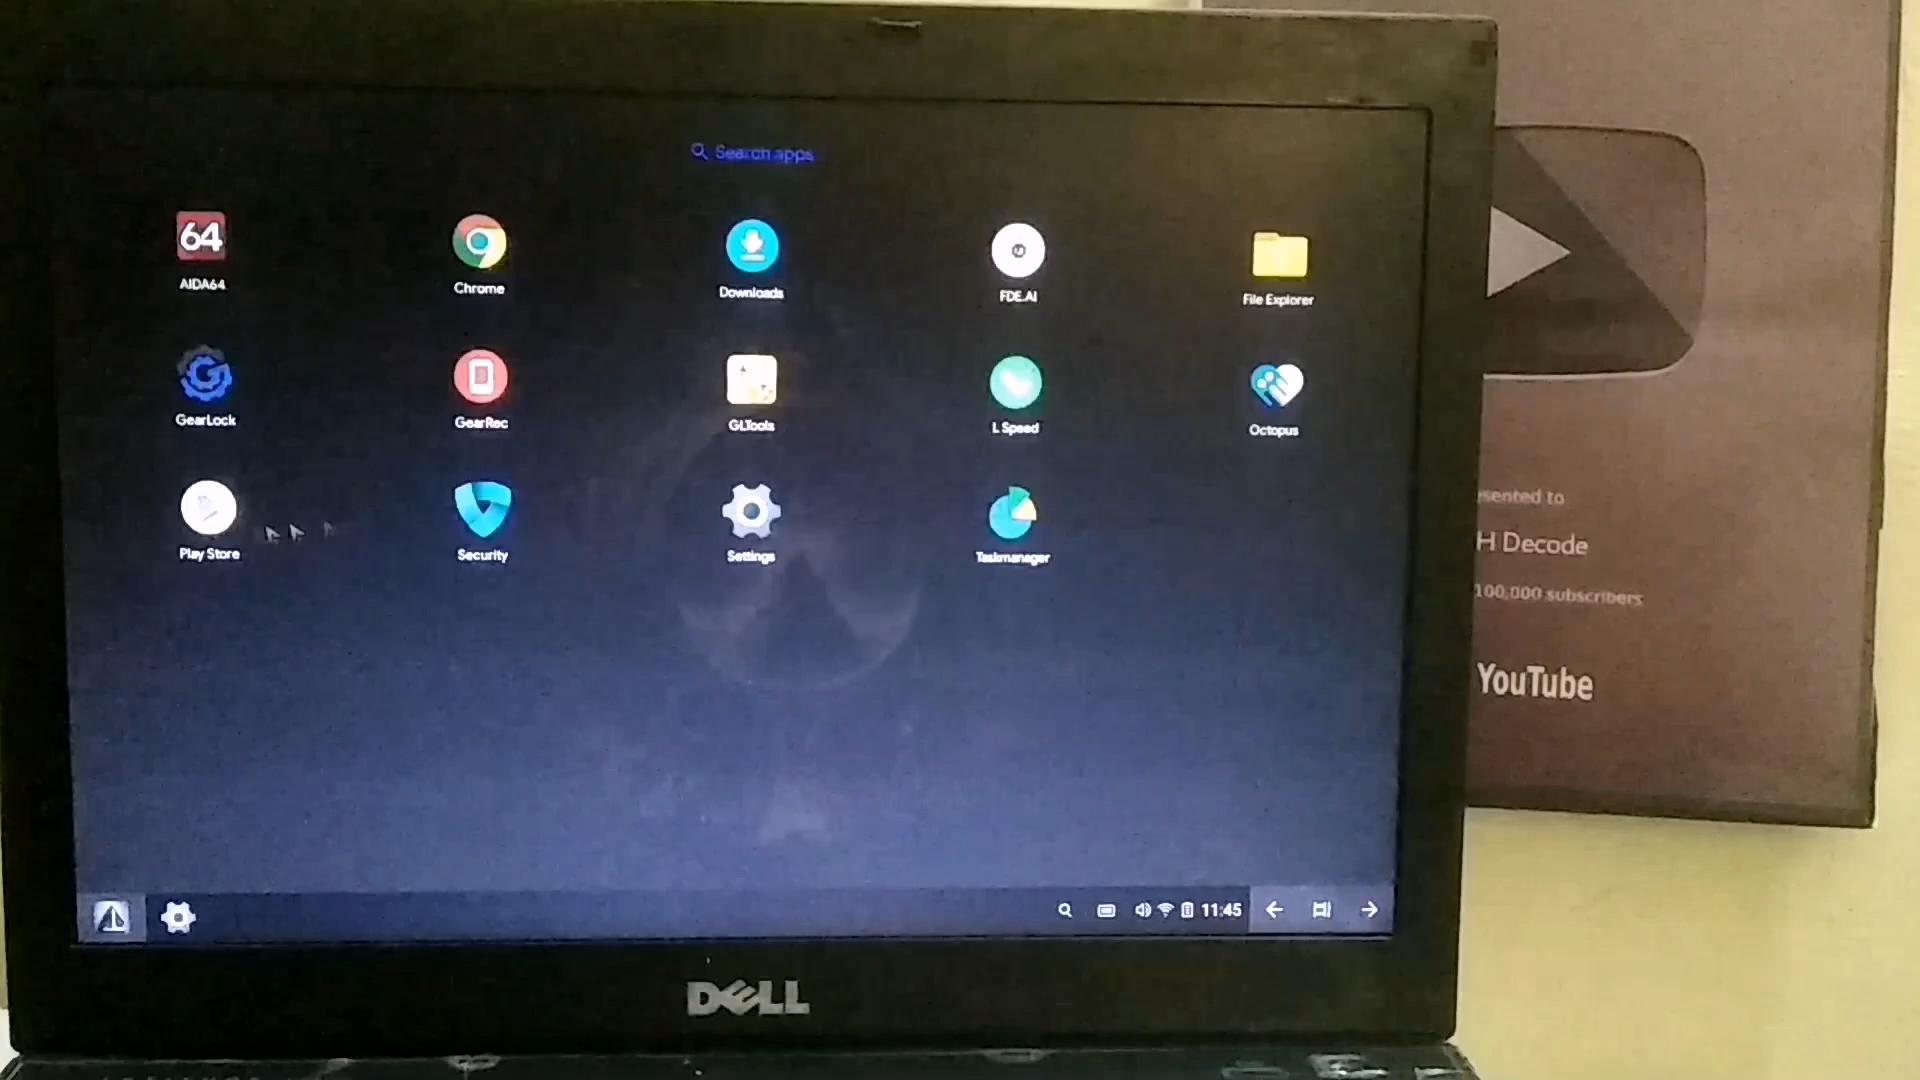 Search apps
64
AIDA64
Chrome
Downloads
FDE.AI
File Explorer
GearLock
GearRec
GLTools
L Speed
Octopus
Play Store
Security
Settings
Taskmanager
11:45
DELL
sented to
H Decode
100,000 subscribers
YouTube